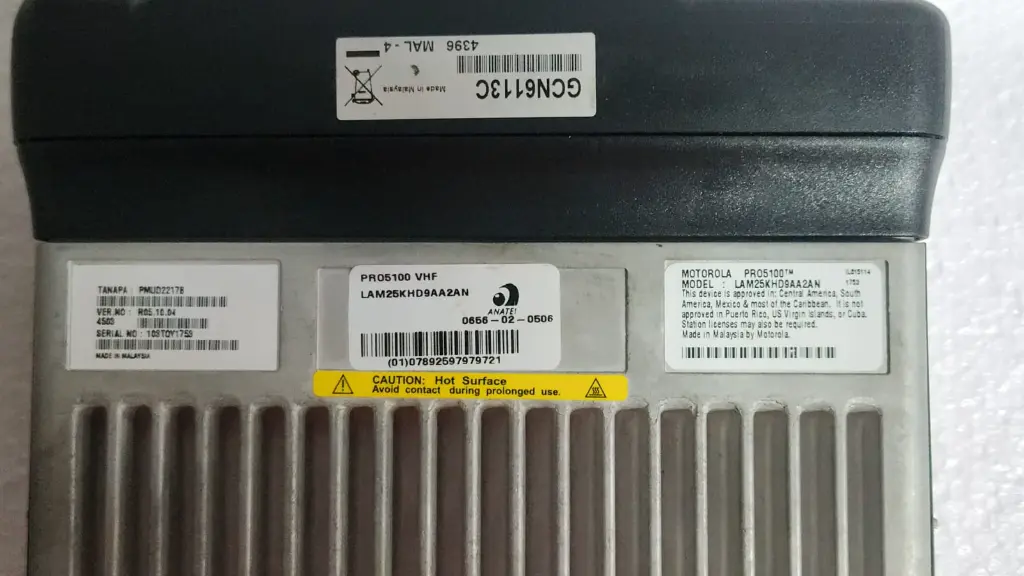 GCN6113C
Made in Malaysia
4396 MAL-4
TANAPA : PMUD2217B
VER.NO : R05.10.04
4503
SERIAL NO : 103TQY1753
MADE IN MALAYSIA
PRO5100 VHF
LAM25KHD9AA2AN
ANATEL
0656-02-0506
(01)07892597979721
CAUTION: Hot Surface
Avoid contact during prolonged use.
MOTOROLA PRO5100™
MODEL : LAM25KHD9AA2AN
1753
This device is approved in: Central America, South
America, Mexico & most of the Caribbean. It is not
approved in Puerto Rico, US Virgin Islands, or Cuba.
Station licenses may also be required.
Made in Malaysia by Motorola.